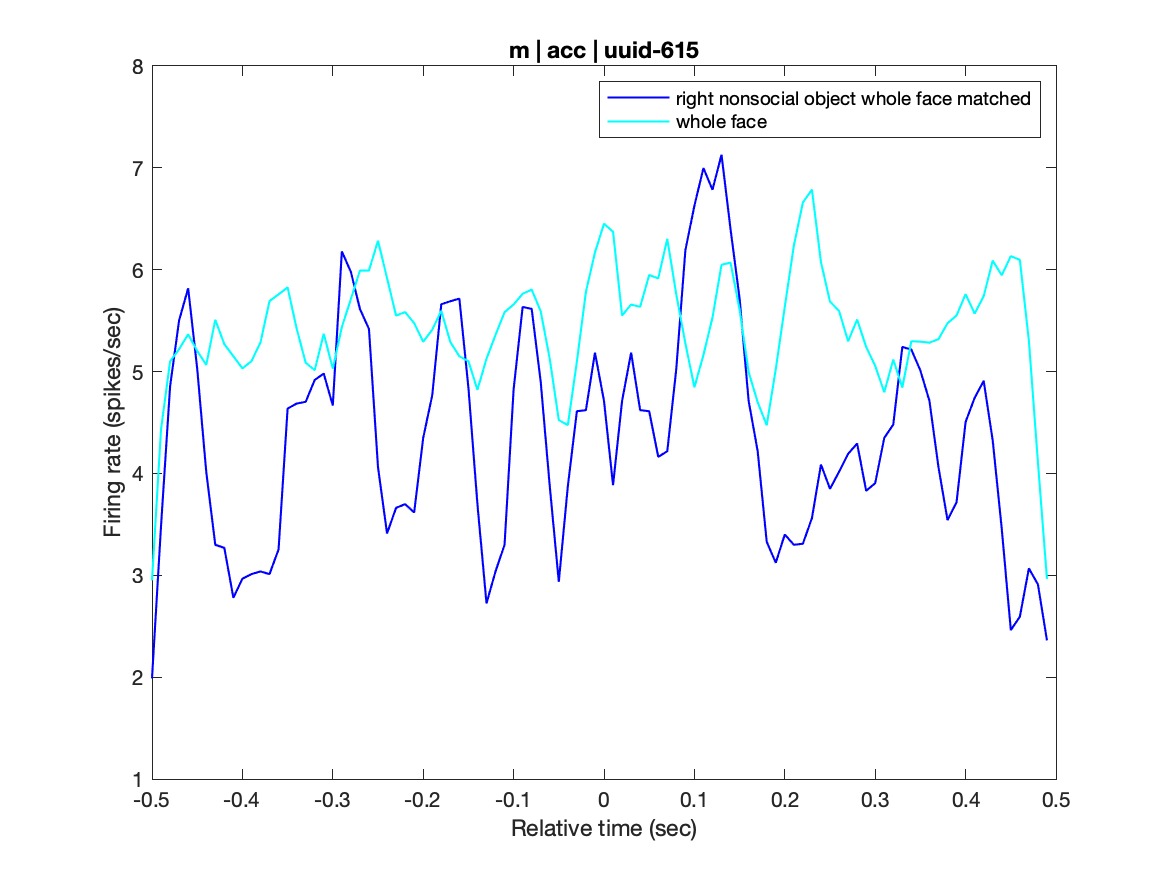 m | acc | uuid-615
right nonsocial object whole face matched
whole face
Firing rate (spikes/sec)
8
7
6
5
4
3
2
1
-0.5 -0.4 -0.3 -0.2 -0.1 0 0.1 0.2 0.3 0.4 0.5
Relative time (sec)